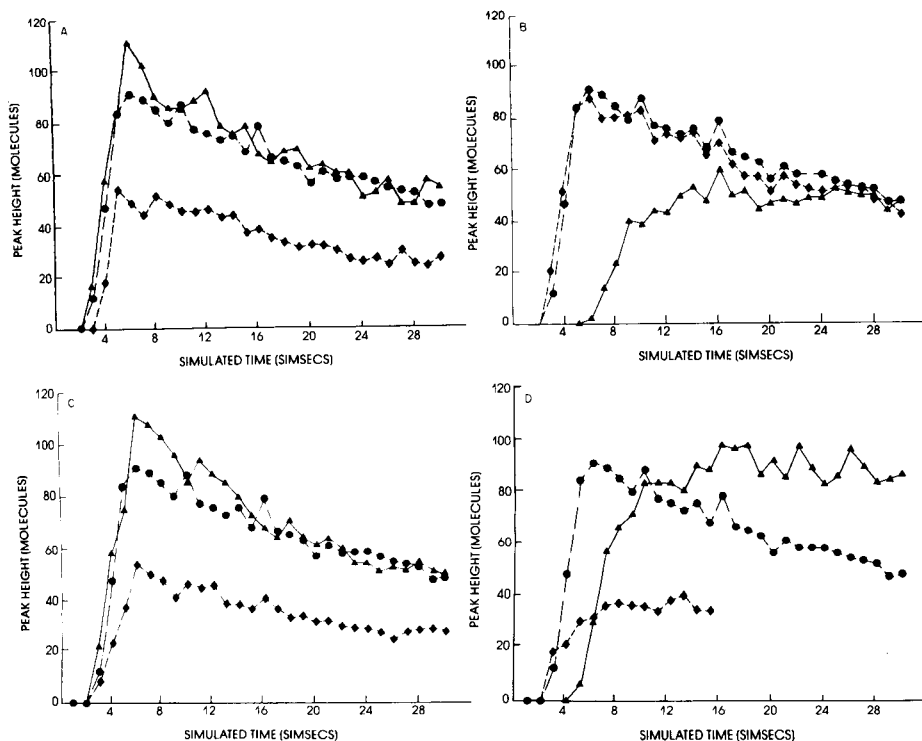 A
120
100
80
60
40
20
0
PEAK HEIGHT (MOLECULES)
4 8 12 16 20 24 28
SIMULATED TIME (SIMSECS)
B
120
100
80
60
40
20
0
PEAK HEIGHT (MOLECULES)
4 8 12 16 20 24 28
SIMULATED TIME (SIMSECS)
C
120
100
80
60
40
20
0
PEAK HEIGHT (MOLECULES)
4 8 12 16 20 24 28
SIMULATED TIME (SIMSECS)
D
120
100
80
60
40
20
0
PEAK HEIGHT (MOLECULES)
4 8 12 16 20 24 28
SIMULATED TIME (SIMSECS)